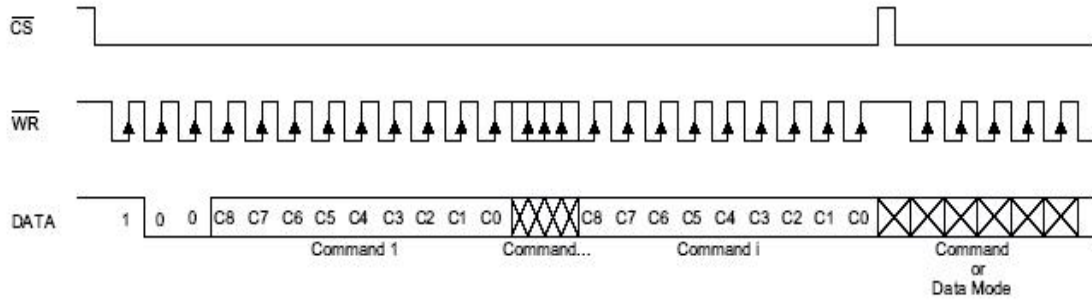 CS
WR
DATA 1 0 0 C8 C7 C6 C5 C4 C3 C2 C1 C0 C8 C7 C6 C5 C4 C3 C2 C1 C0
Command 1 Command... Command i Command
or
Data Mode